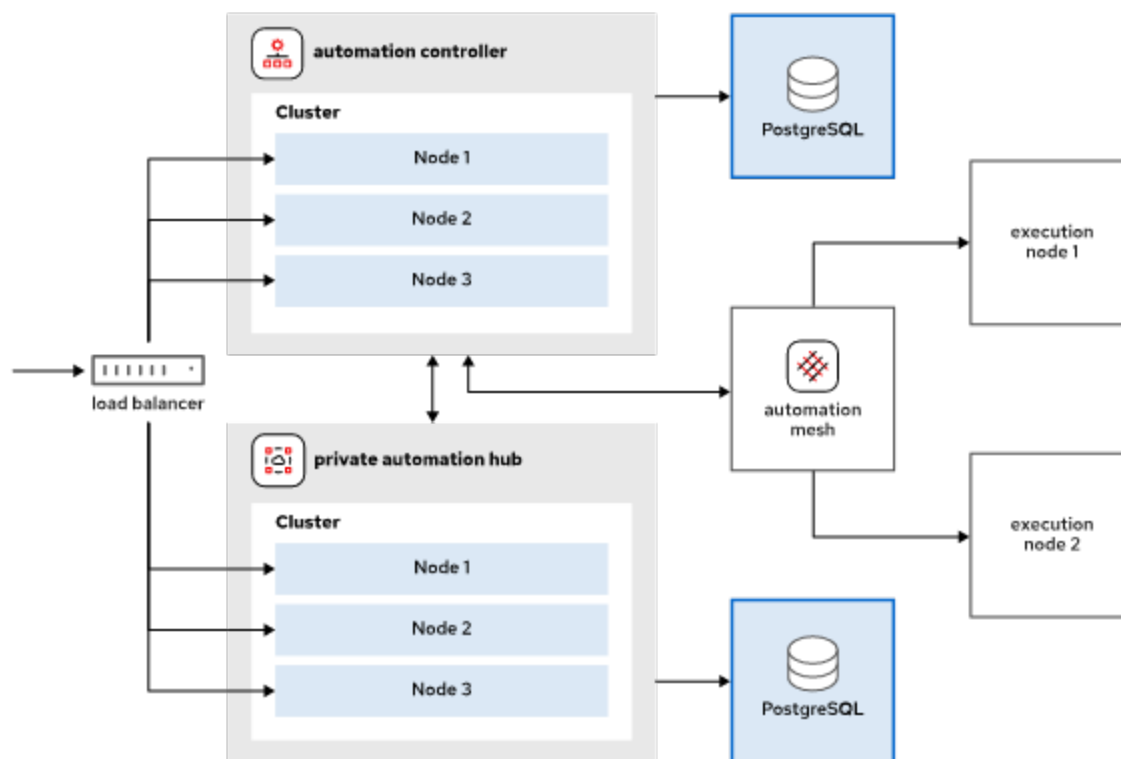 automation controller
Cluster
Node 1
Node 2
Node 3
PostgreSQL
load balancer
private automation hub
Cluster
Node 1
Node 2
Node 3
PostgreSQL
automation
mesh
execution
node 1
execution
node 2